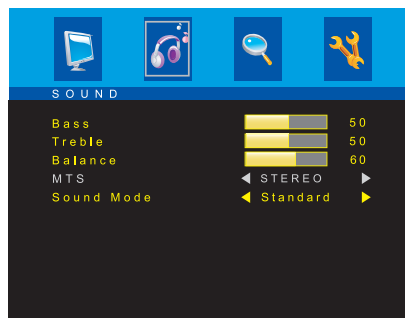 SOUND
Bass 50
Treble 50
Balance 60
MTS STEREO
Sound Mode Standard